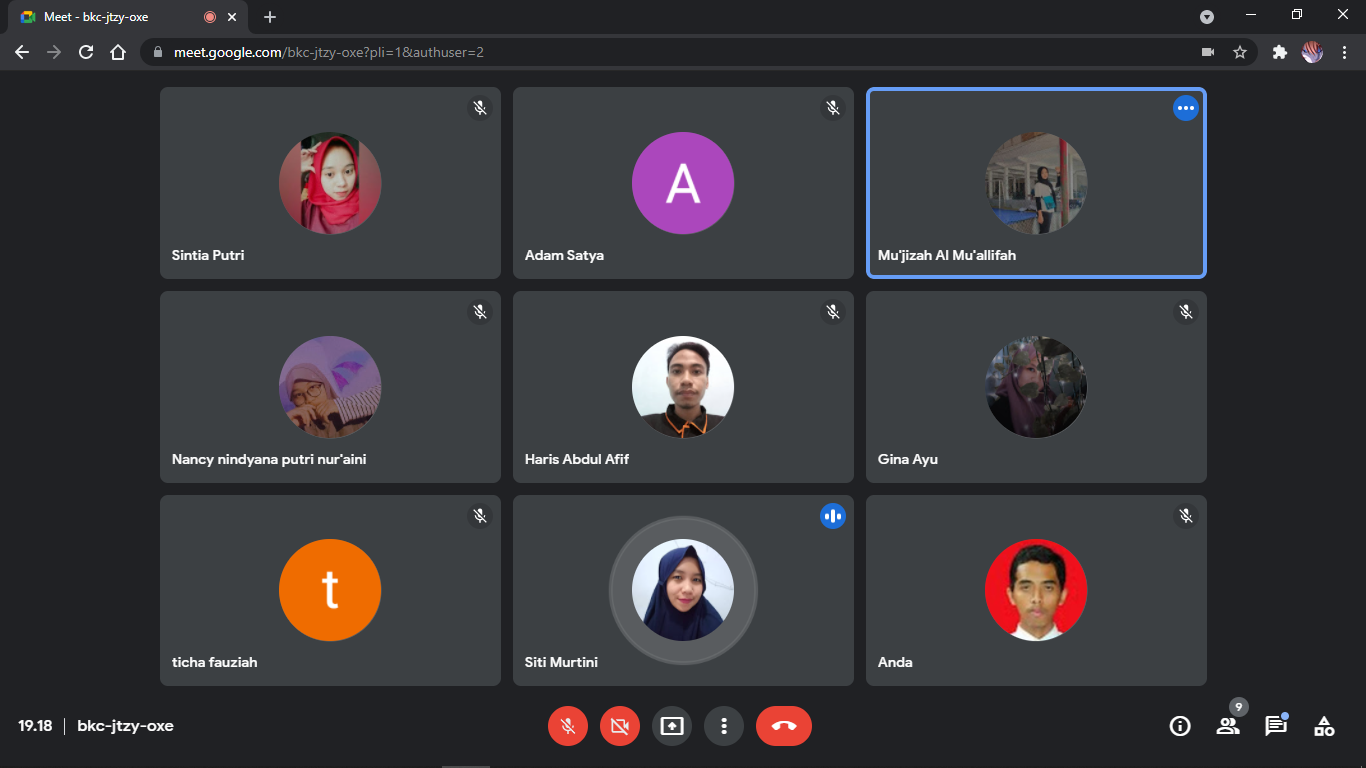 Meet - bkc-jtzy-oxe
meet.google.com/bkc-jtzy-oxe?pli=1&authuser=2
Sintia Putri
A
Adam Satya
Mu'jizah Al Mu'allifah
Nancy nindyana putri nur'aini
Haris Abdul Afif
Gina Ayu
t
ticha fauziah
Siti Murtini
Anda
19.18 | bkc-jtzy-oxe
9